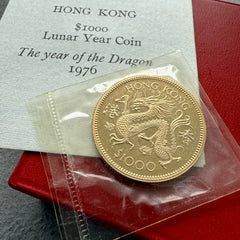 HONG KONG
$1000
Lunar Year Coin
The year of the Dragon
1976
HONG KONG
$1000